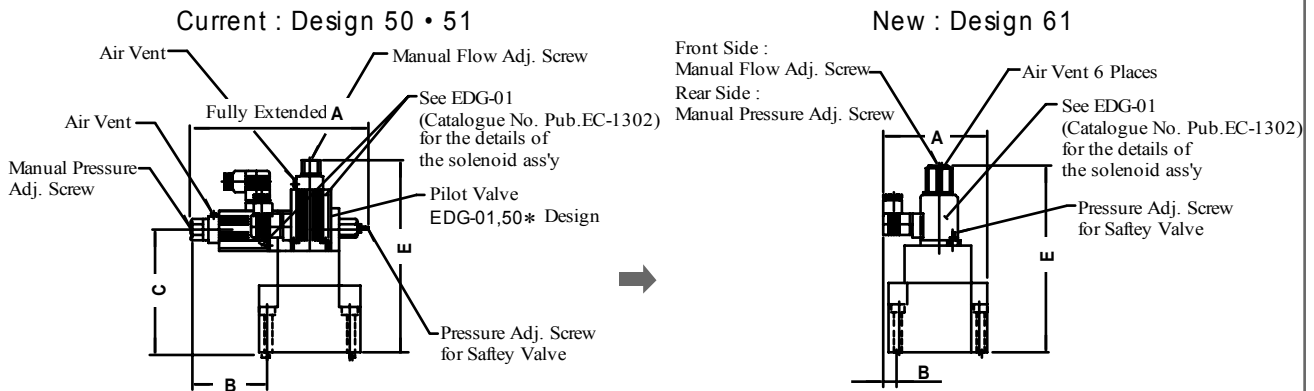 Current : Design 50 • 51
Air Vent
Manual Flow Adj. Screw
Fully Extended A
See EDG-01
(Catalogue No. Pub.EC-1302)
for the details of
the solenoid ass'y
Air Vent
Manual Pressure
Adj. Screw
Pilot Valve
EDG-01,50* Design
E
C
Pressure Adj. Screw
for Saftey Valve
B
New : Design 61
Front Side :
Manual Flow Adj. Screw
Rear Side :
Manual Pressure Adj. Screw
Air Vent 6 Places
A
See EDG-01
(Catalogue No. Pub.EC-1302)
for the details of
the solenoid ass'y
Pressure Adj. Screw
for Saftey Valve
E
B